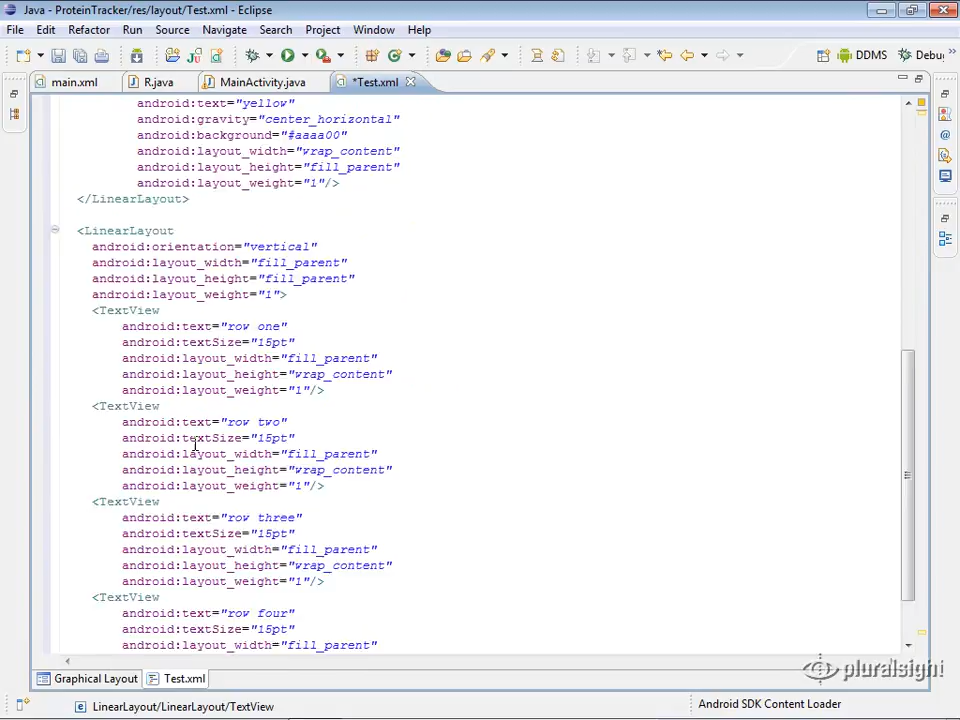 Java - ProteinTracker/res/layout/Test.xml - Eclipse
File Edit Refactor Run Source Navigate Search Project Window Help
DDMS Debug
main.xml R.java MainActivity.java *Test.xml
android:text="yellow"
android:gravity="center_horizontal"
android:background="#aaaa00"
android:layout_width="wrap_content"
android:layout_height="fill_parent"
android:layout_weight="1"/>
</LinearLayout>
<LinearLayout
android:orientation="vertical"
android:layout_width="fill_parent"
android:layout_height="fill_parent"
android:layout_weight="1">
<TextView
android:text="row one"
android:textSize="15pt"
android:layout_width="fill_parent"
android:layout_height="wrap_content"
android:layout_weight="1"/>
<TextView
android:text="row two"
android:textSize="15pt"
android:layout_width="fill_parent"
android:layout_height="wrap_content"
android:layout_weight="1"/>
<TextView
android:text="row three"
android:textSize="15pt"
android:layout_width="fill_parent"
android:layout_height="wrap_content"
android:layout_weight="1"/>
<TextView
android:text="row four"
android:textSize="15pt"
android:layout_width="fill_parent"
pluralsight
Graphical Layout Test.xml
LinearLayout/LinearLayout/TextView Android SDK Content Loader